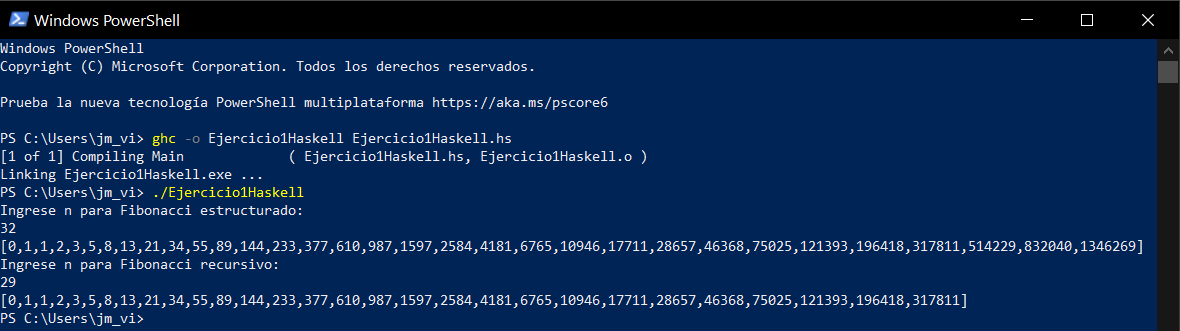 Windows PowerShell
Windows PowerShell
Copyright (C) Microsoft Corporation. Todos los derechos reservados.
Prueba la nueva tecnología PowerShell multiplataforma https://aka.ms/pscore6
PS C:\Users\jm_vi> ghc -o Ejercicio1Haskell Ejercicio1Haskell.hs
[1 of 1] Compiling Main             ( Ejercicio1Haskell.hs, Ejercicio1Haskell.o )
Linking Ejercicio1Haskell.exe ...
PS C:\Users\jm_vi> ./Ejercicio1Haskell
Ingrese n para Fibonacci estructurado:
32
[0,1,1,2,3,5,8,13,21,34,55,89,144,233,377,610,987,1597,2584,4181,6765,10946,17711,28657,46368,75025,121393,196418,317811,514229,832040,1346269]
Ingrese n para Fibonacci recursivo:
29
[0,1,1,2,3,5,8,13,21,34,55,89,144,233,377,610,987,1597,2584,4181,6765,10946,17711,28657,46368,75025,121393,196418,317811]
PS C:\Users\jm_vi>